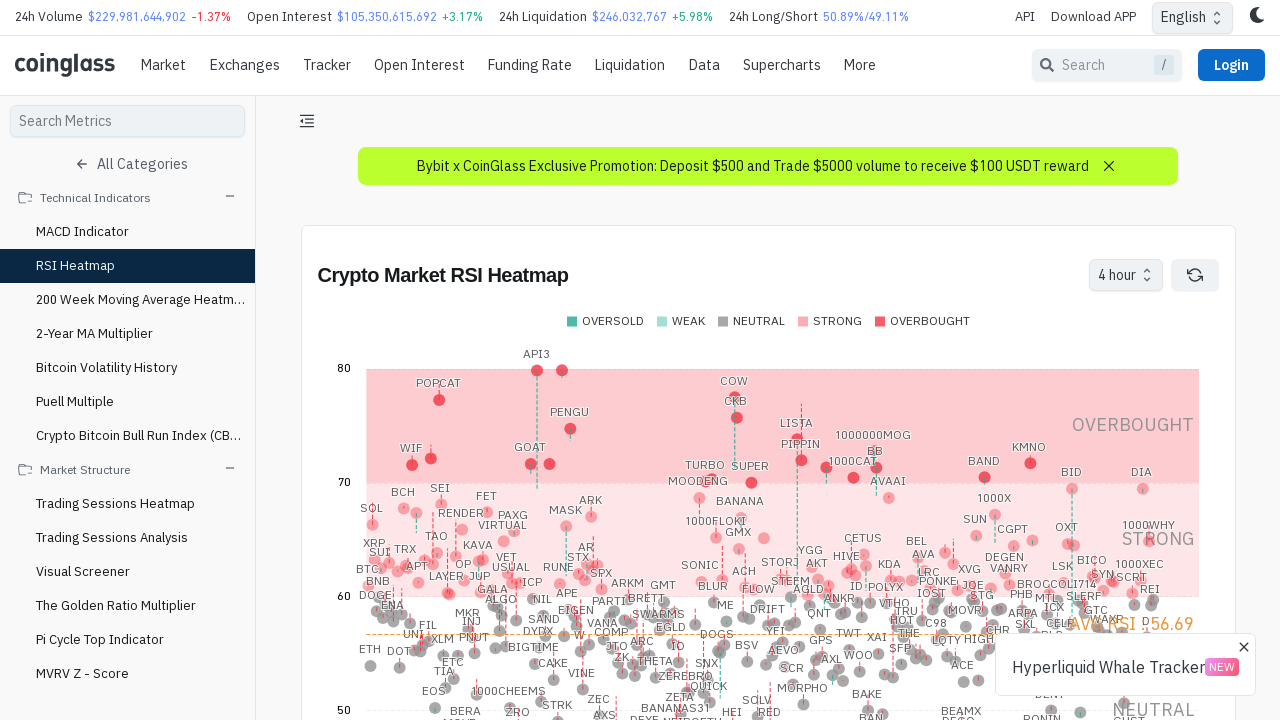 24h Volume $229,981,644,902 -1.37% Open Interest $105,350,615,692 +3.17% 24h Liquidation $246,032,767 +5.98% 24h Long/Short 50.89%/49.11% API Download APP English
coinglass Market Exchanges Tracker Open Interest Funding Rate Liquidation Data Supercharts More Search / Login
Search Metrics
All Categories
Technical Indicators
MACD Indicator
RSI Heatmap
200 Week Moving Average Heatm...
2-Year MA Multiplier
Bitcoin Volatility History
Puell Multiple
Crypto Bitcoin Bull Run Index (CB...
Market Structure
Trading Sessions Heatmap
Trading Sessions Analysis
Visual Screener
The Golden Ratio Multiplier
Pi Cycle Top Indicator
MVRV Z - Score
Bybit x CoinGlass Exclusive Promotion: Deposit $500 and Trade $5000 volume to receive $100 USDT reward
Crypto Market RSI Heatmap
4 hour
OVERSOLD WEAK NEUTRAL STRONG OVERBOUGHT
API3
80
POPCAT COW
CKB
PENGU
LISTA OVERBOUGHT
1000000MOG
WIF GOAT PIPPIN BB KMNO
TURBO SUPER 1000CAT BAND
BID DIA
70 MOODENG AVAAI
BCH SEI FET ARK BANANA 1000X
SOL RENDER PAXG MASK 1000FLOKI SUN
VIRTUAL OXT 1000WHY
TAO GMX CGPT
STRONG
XRP KAVA AR CETUS BEL
SUI TRX YGG HIVE AVA DEGEN
BTC APT OP VET STX SONIC STORJ AKT KDA LSK BICO 1000XEC
USUAL RUNE SPX ACH LRC XVG VANRY
BNB LAYER JUP ICP ARKM GMT BLUR STEEM PONKE SYN SCRT
GALA APE FLOW AGLD ID POLYX IOST JOE BROCCOLI714 REI
60 DOGE ALGO NIL BRETT ANKR STG PHB MTL SLERF
ENA PARTI ME DRIFT VTHO ICX
MKR EIGEN SWARMS QNT TRU MOVR AREA GTC
FIL INJ SAND VANA EGLD HOT C98 SKL WAXP
UNI DYDX COMP YFI THE CHR AVG RSI : 56.69
XLM PNUT ARC DOGS GPS TWT XAI LQTY HIGH
ETH DOT BIGTIME JTO IO BSV AEVO SFP
ETC CAKE ZK THETA SNX AXL WOO ACE
TIA VINE ZEREBRO SCR
EOS 1000CHEEMS QUICK MORPHO BAKE
STRK ZEC ZETA SOLV
50 BERA ZRO AXS BANANAS31 HEI RED BAN BEAMX RONIN NEUTRAL
Hyperliquid Whale Tracker NEW